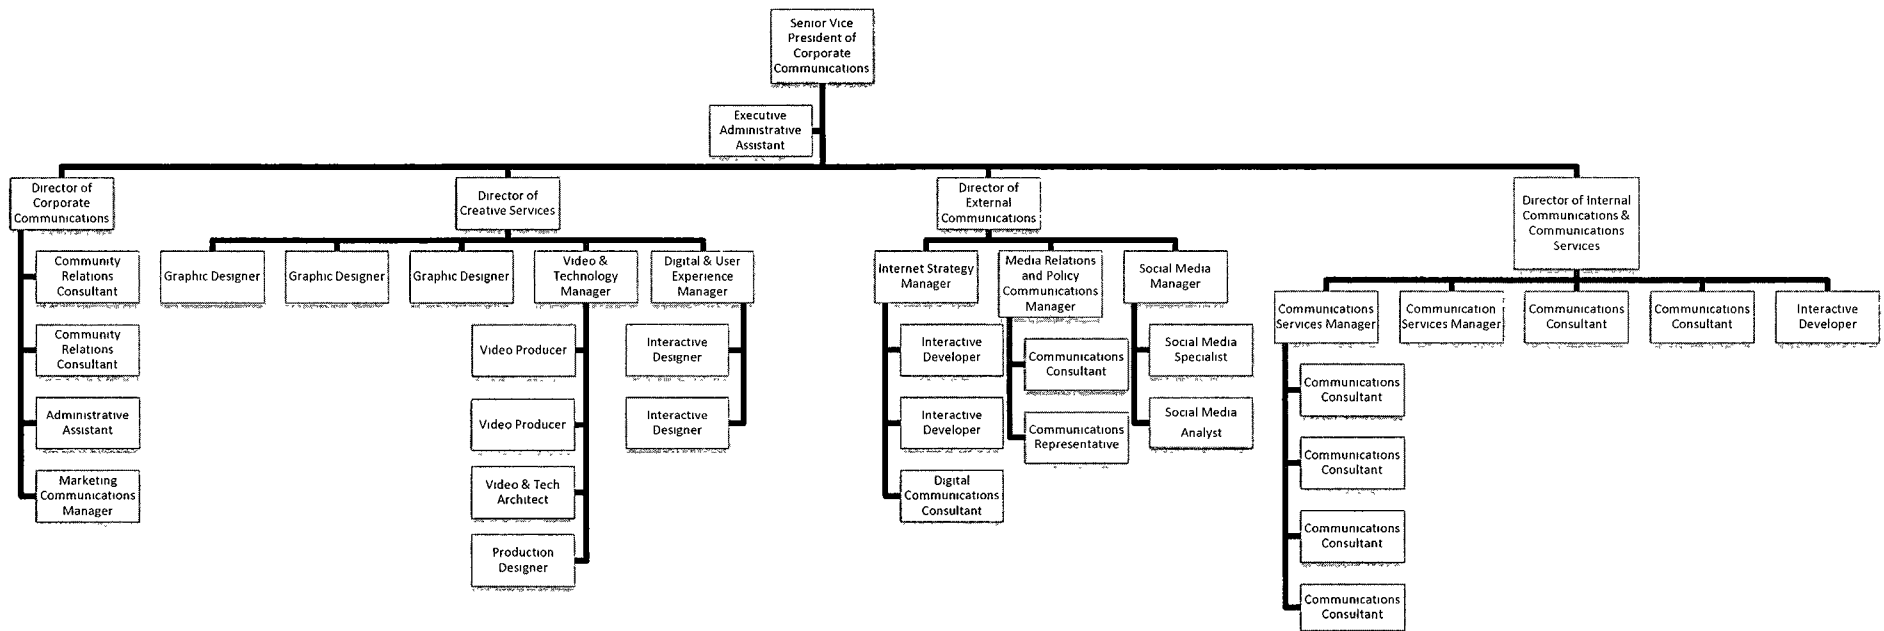 Senior Vice
President of
Corporate
Communications
Executive
Administrative
Assistant
Director of
Corporate
Communications
Community
Relations
Consultant
Community
Relations
Consultant
Administrative
Assistant
Marketing
Communications
Manager
Director of
Creative Services
Graphic Designer
Graphic Designer
Graphic Designer
Video &
Technology
Manager
Video Producer
Video Producer
Video & Tech
Architect
Production
Designer
Digital & User
Experience
Manager
Interactive
Designer
Interactive
Designer
Director of
External
Communications
Internet Strategy
Manager
Interactive
Developer
Interactive
Developer
Digital
Communications
Consultant
Media Relations
and Policy
Communications
Manager
Communications
Consultant
Communications
Representative
Social Media
Manager
Social Media
Specialist
Social Media
Analyst
Director of Internal
Communications &
Communications
Services
Communications
Services Manager
Communications
Consultant
Communications
Consultant
Communications
Consultant
Communications
Consultant
Communication
Services Manager
Communications
Consultant
Communications
Consultant
Interactive
Developer